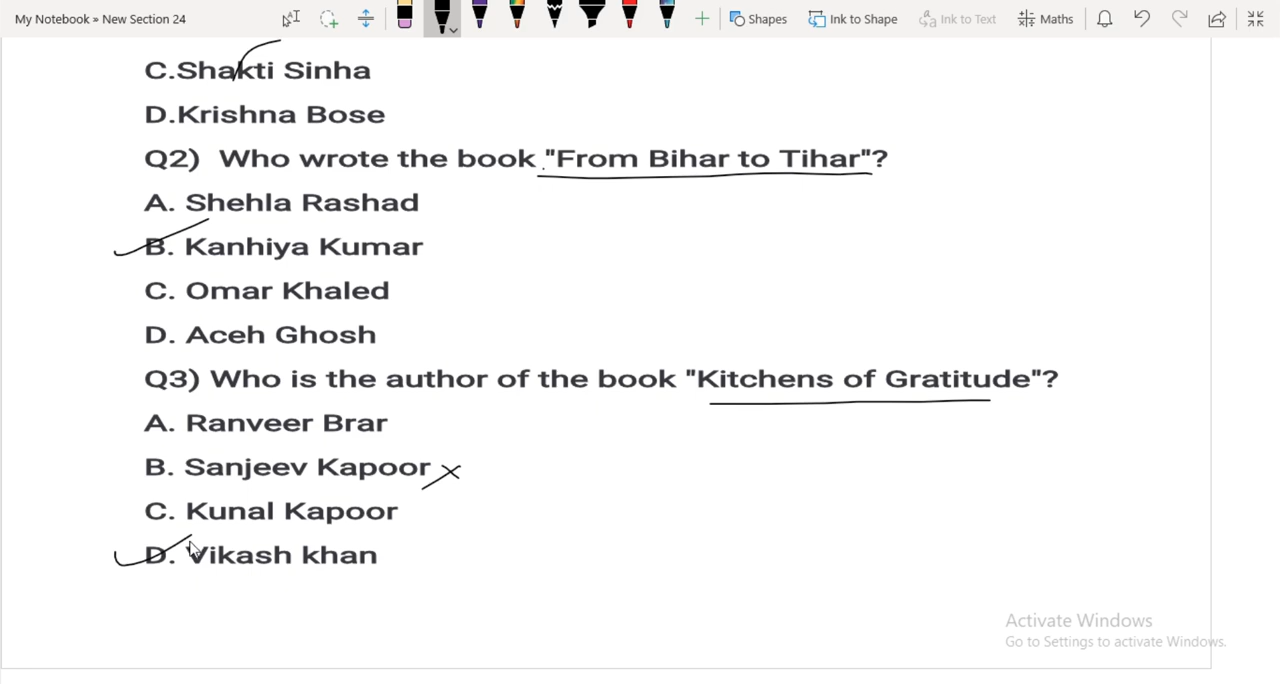 My Notebook » New Section 24
Shapes
Ink to Shape
Ink to Text
Maths
C.Shakti Sinha
D.Krishna Bose
Q2) Who wrote the book ."From Bihar to Tihar"?
A. Shehla Rashad
B. Kanhiya Kumar
C. Omar Khaled
D. Aceh Ghosh
Q3) Who is the author of the book "Kitchens of Gratitude"?
A. Ranveer Brar
B. Sanjeev Kapoor
C. Kunal Kapoor
D. Vikash khan
Activate Windows
Go to Settings to activate Windows.